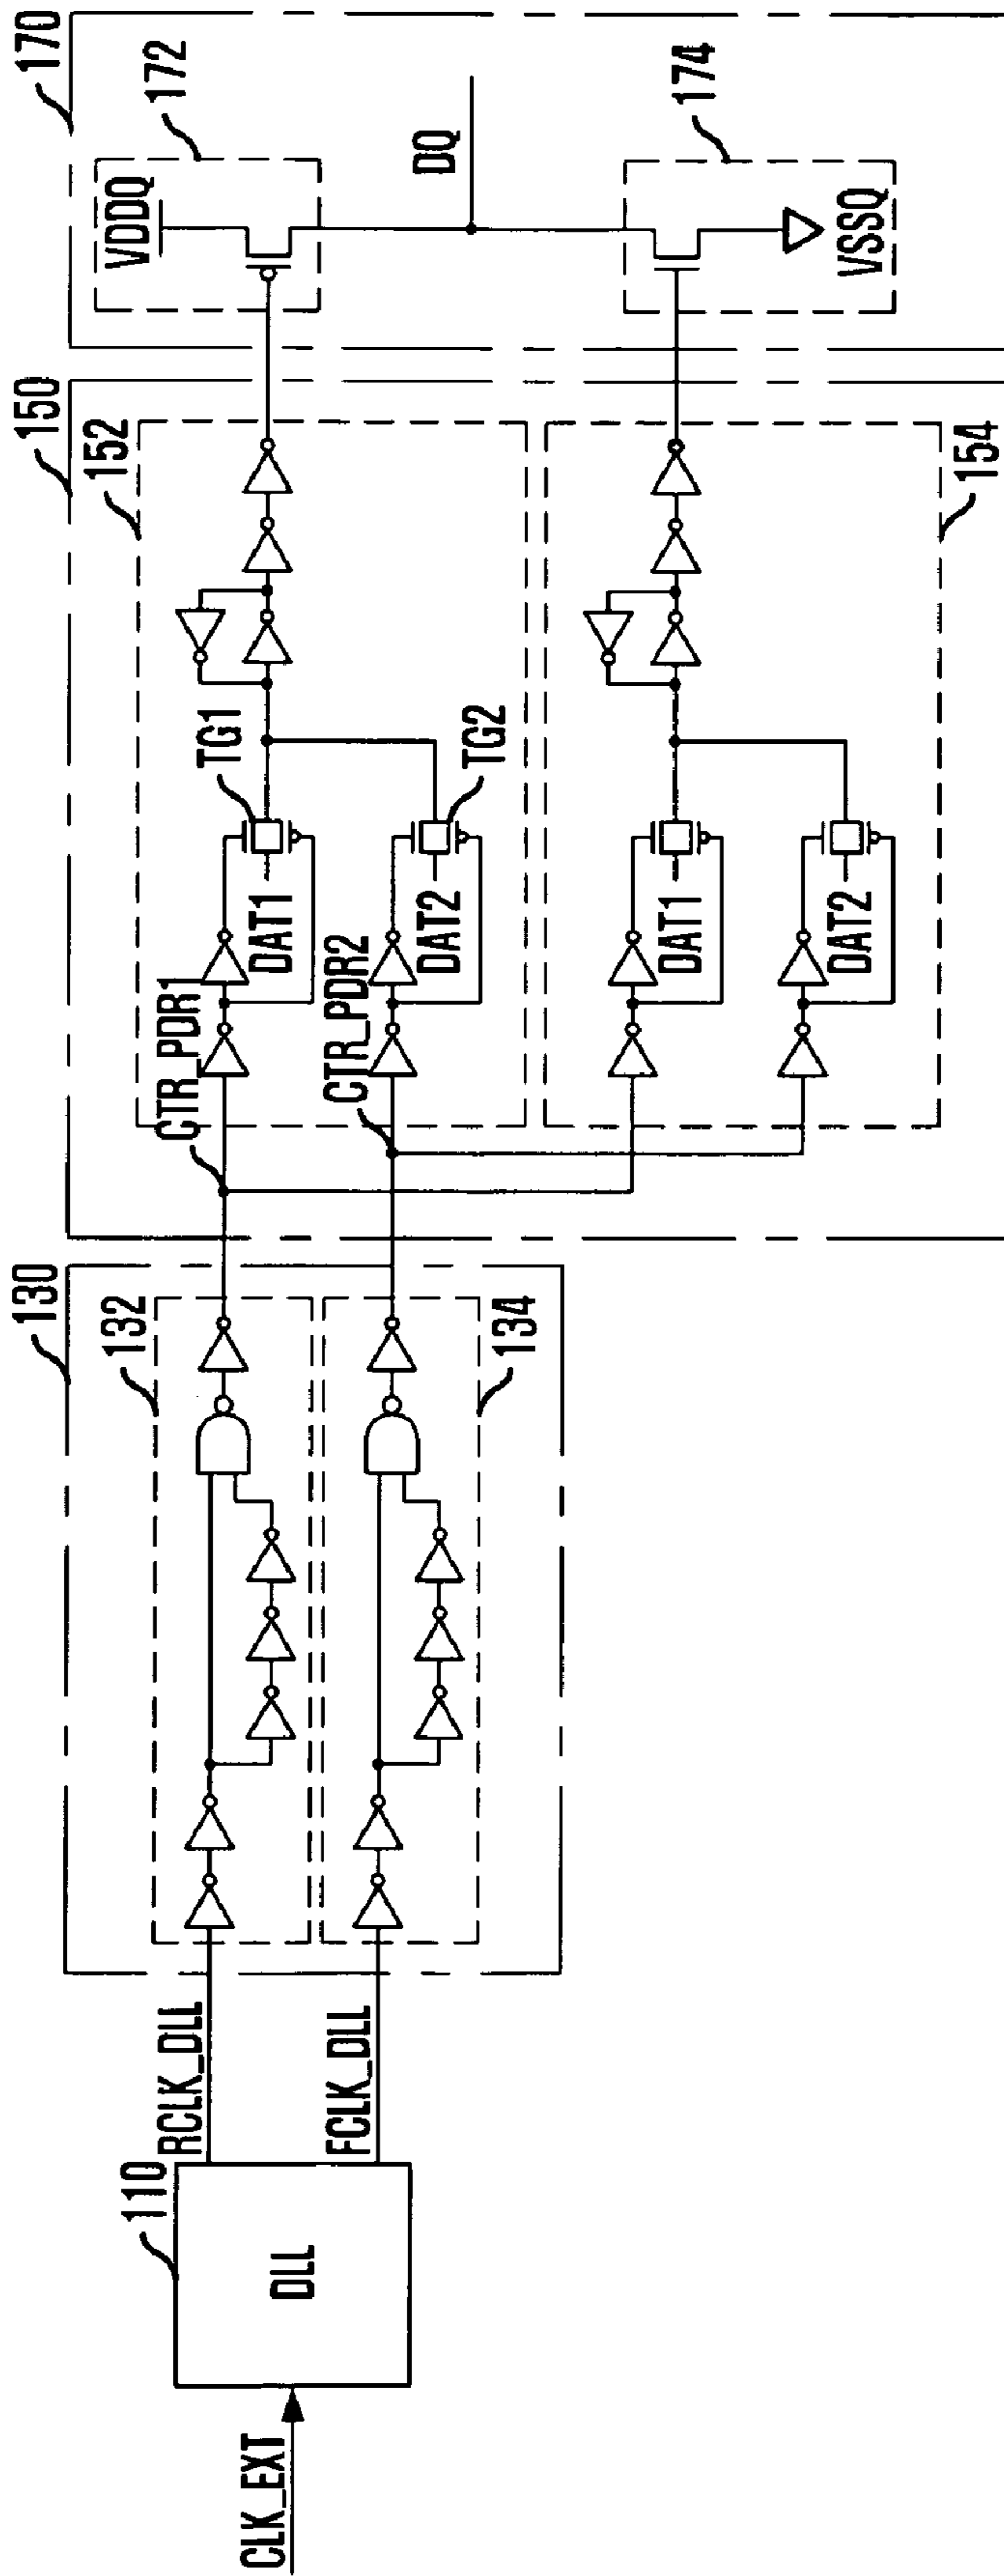 CLK_EXT
110
DLL
RCLK_DLL
FCLK_DLL
130
132
134
150
152
CTR_PDR1
DAT1
TG1
CTR_PDR2
DAT2
TG2
154
DAT1
DAT2
170
172
VDDQ
DQ
174
VSSQ